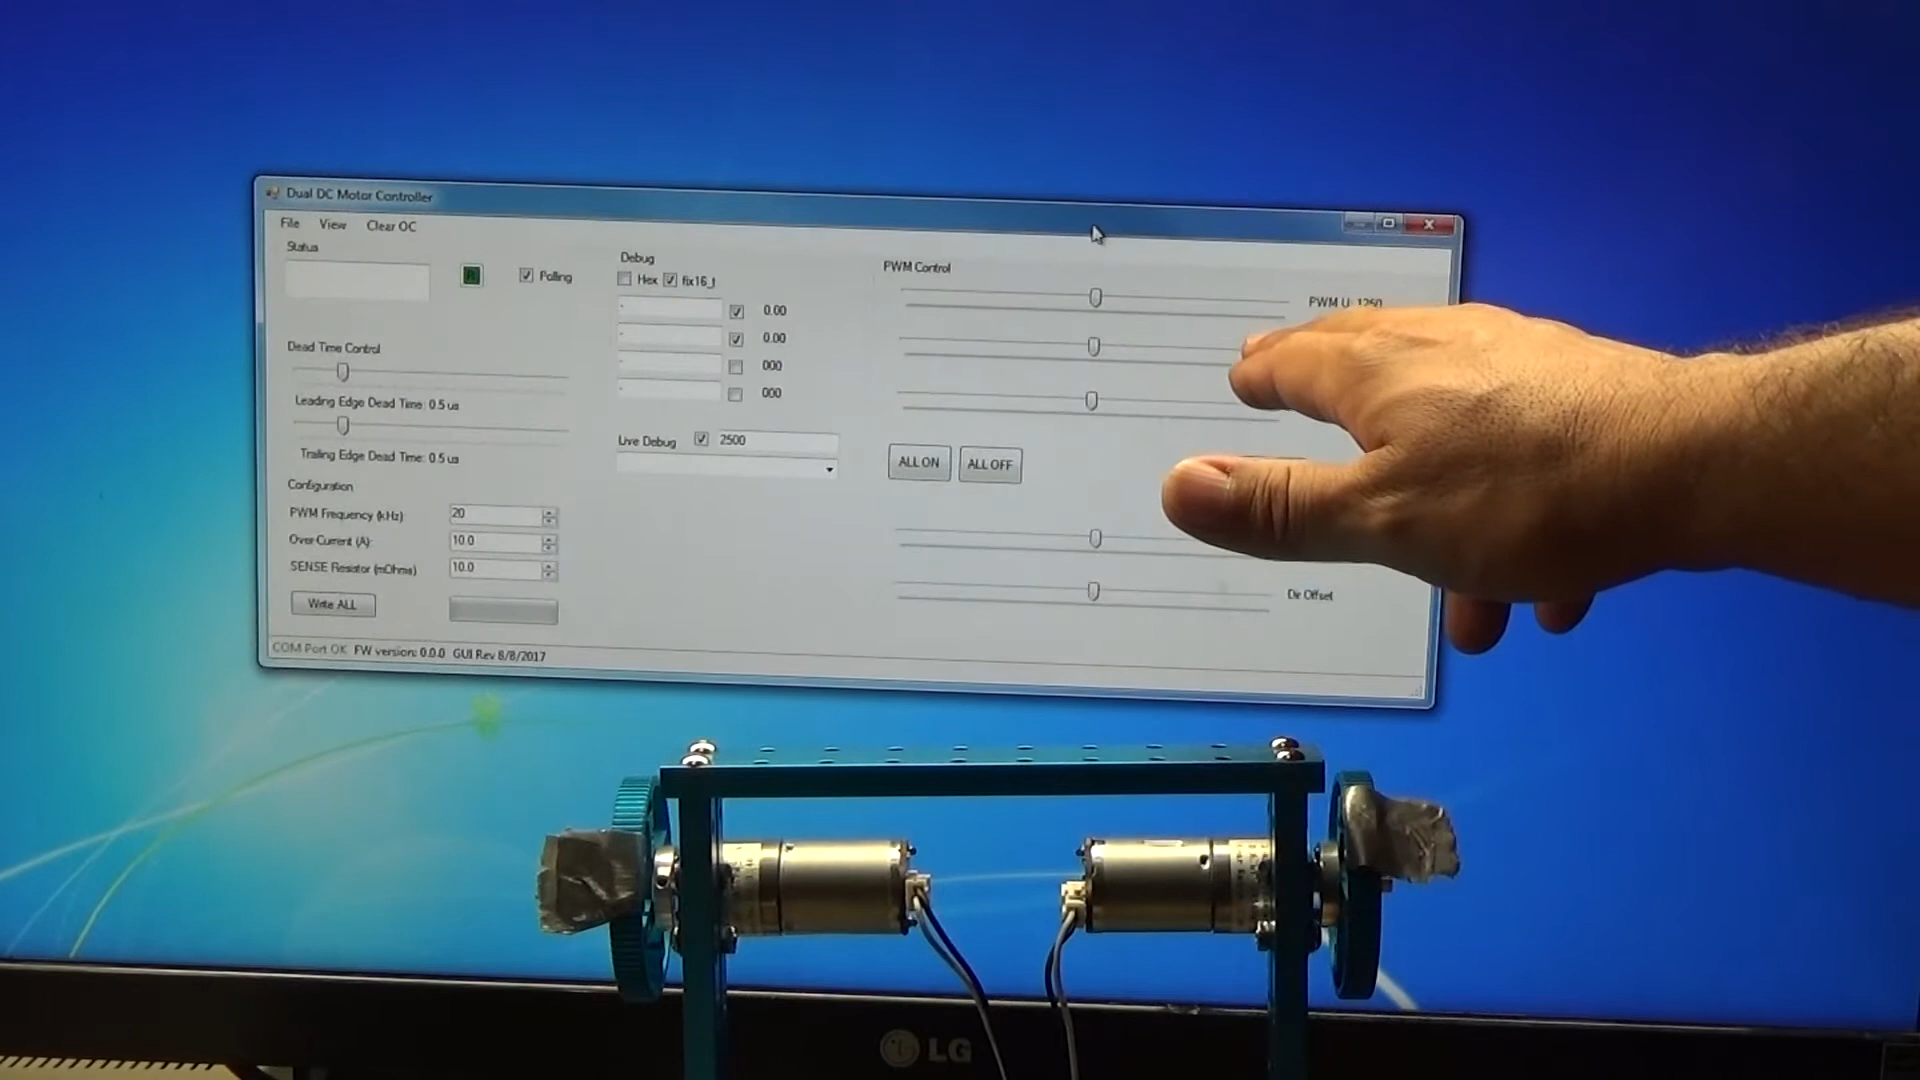 Dual DC Motor Controller
File View Clear OC
Status
Polling
Debug
Hex fix16_t
0.00
0.00
000
000
Live Debug 2500
Dead Time Control
Leading Edge Dead Time: 0.5 us
Trailing Edge Dead Time: 0.5 us
Configuration
PWM Frequency (kHz): 20
Over Current (A): 10.0
SENSE Resistor (mOhms) 10.0
Write ALL
PWM Control
PWM U: 1250
ALL ON ALL OFF
Dir Offset
COM Port OK FW version: 0.0.0 GUI Rev 8/8/2017
LG